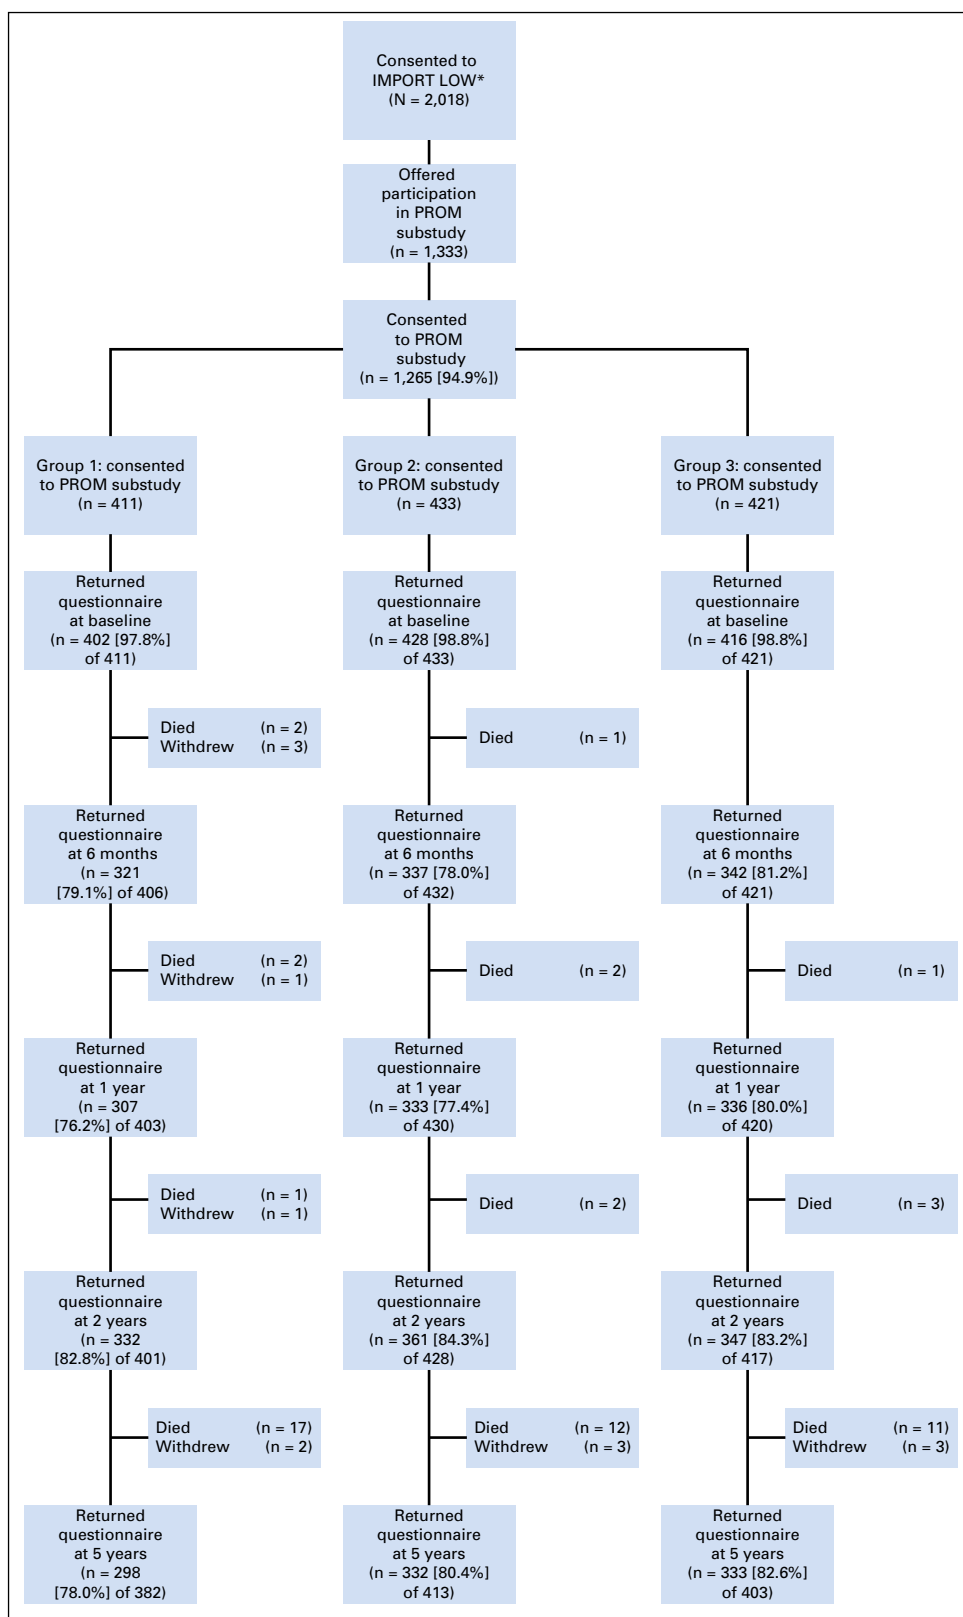 Consented to
IMPORT LOW*
(N = 2,018)
Offered
participation
in PROM
substudy
(n = 1,333)
Consented
to PROM
substudy
(n = 1,265 [94.9%])
Group 1: consented
to PROM substudy
(n = 411)
Group 2: consented
to PROM substudy
(n = 433)
Group 3: consented
to PROM substudy
(n = 421)
Returned
questionnaire
at baseline
(n = 402 [97.8%]
of 411)
Returned
questionnaire
at baseline
(n = 428 [98.8%]
of 433)
Returned
questionnaire
at baseline
(n = 416 [98.8%]
of 421)
Died (n = 2)
Withdrew (n = 3)
Died (n = 1)
Returned
questionnaire
at 6 months
(n = 321
[79.1%] of 406)
Returned
questionnaire
at 6 months
(n = 337 [78.0%]
of 432)
Returned
questionnaire
at 6 months
(n = 342 [81.2%]
of 421)
Died (n = 2)
Withdrew (n = 1)
Died (n = 2)
Died (n = 1)
Returned
questionnaire
at 1 year
(n = 307
[76.2%] of 403)
Returned
questionnaire
at 1 year
(n = 333 [77.4%]
of 430)
Returned
questionnaire
at 1 year
(n = 336 [80.0%]
of 420)
Died (n = 1)
Withdrew (n = 1)
Died (n = 2)
Died (n = 3)
Returned
questionnaire
at 2 years
(n = 332
[82.8%] of 401)
Returned
questionnaire
at 2 years
(n = 361 [84.3%]
of 428)
Returned
questionnaire
at 2 years
(n = 347 [83.2%]
of 417)
Died (n = 17)
Withdrew (n = 2)
Died (n = 12)
Withdrew (n = 3)
Died (n = 11)
Withdrew (n = 3)
Returned
questionnaire
at 5 years
(n = 298
[78.0%] of 382)
Returned
questionnaire
at 5 years
(n = 332 [80.4%]
of 413)
Returned
questionnaire
at 5 years
(n = 333 [82.6%]
of 403)